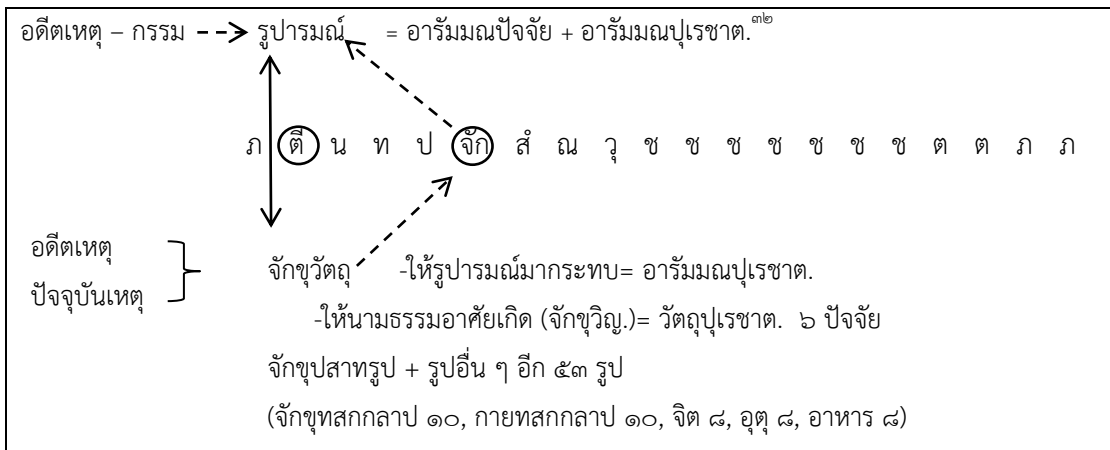 อดีตเหตุ – กรรม รูปารมณ์ = อารัมมณปัจจัย + อารัมมณปุเรชาต.๓๒
ภ ตี น ท ป จัก สํ ณ วุ ช ช ช ช ช ช ช ต ต ภ ภ
อดีตเหตุ
ปัจจุบันเหตุ
จักขุวัตถุ -ให้รูปารมณ์มากระทบ= อารัมมณปุเรชาต.
-ให้นามธรรมอาศัยเกิด (จักขุวิญ.)= วัตถุปุเรชาต. ๖ ปัจจัย
จักขุปสาทรูป + รูปอื่น ๆ อีก ๕๓ รูป
(จักขุทสกกลาป ๑๐, กายทสกกลาป ๑๐, จิต ๘, อุตุ ๘, อาหาร ๘)